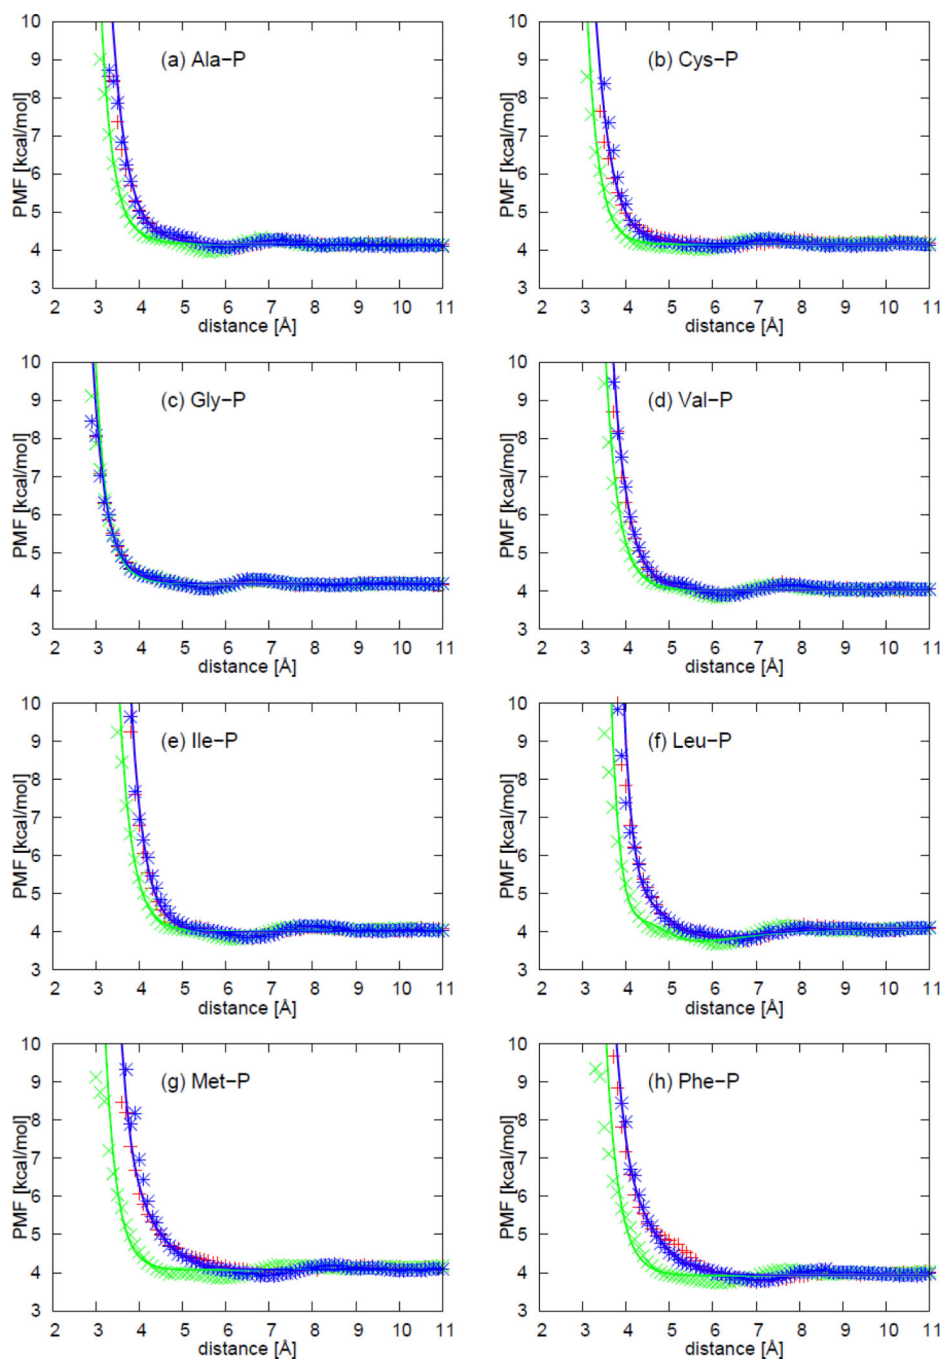 (a) Ala−P
PMF [kcal/mol]
10
9
8
7
6
5
4
3
2 3 4 5 6 7 8 9 10 11
distance [Å]
(b) Cys−P
PMF [kcal/mol]
10
9
8
7
6
5
4
3
2 3 4 5 6 7 8 9 10 11
distance [Å]
(c) Gly−P
PMF [kcal/mol]
10
9
8
7
6
5
4
3
2 3 4 5 6 7 8 9 10 11
distance [Å]
(d) Val−P
PMF [kcal/mol]
10
9
8
7
6
5
4
3
2 3 4 5 6 7 8 9 10 11
distance [Å]
(e) Ile−P
PMF [kcal/mol]
10
9
8
7
6
5
4
3
2 3 4 5 6 7 8 9 10 11
distance [Å]
(f) Leu−P
PMF [kcal/mol]
10
9
8
7
6
5
4
3
2 3 4 5 6 7 8 9 10 11
distance [Å]
(g) Met−P
PMF [kcal/mol]
10
9
8
7
6
5
4
3
2 3 4 5 6 7 8 9 10 11
distance [Å]
(h) Phe−P
PMF [kcal/mol]
10
9
8
7
6
5
4
3
2 3 4 5 6 7 8 9 10 11
distance [Å]